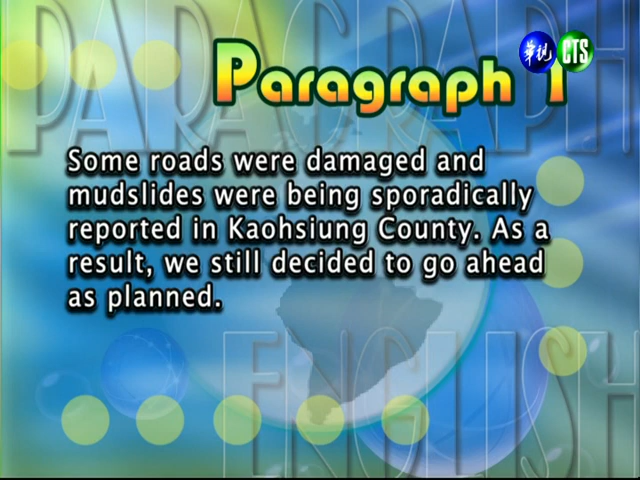 PARAGRAPH
華視 CTS
Paragraph 1
Some roads were damaged and
mudslides were being sporadically
reported in Kaohsiung County. As a
result, we still decided to go ahead
as planned.
ENGLISH